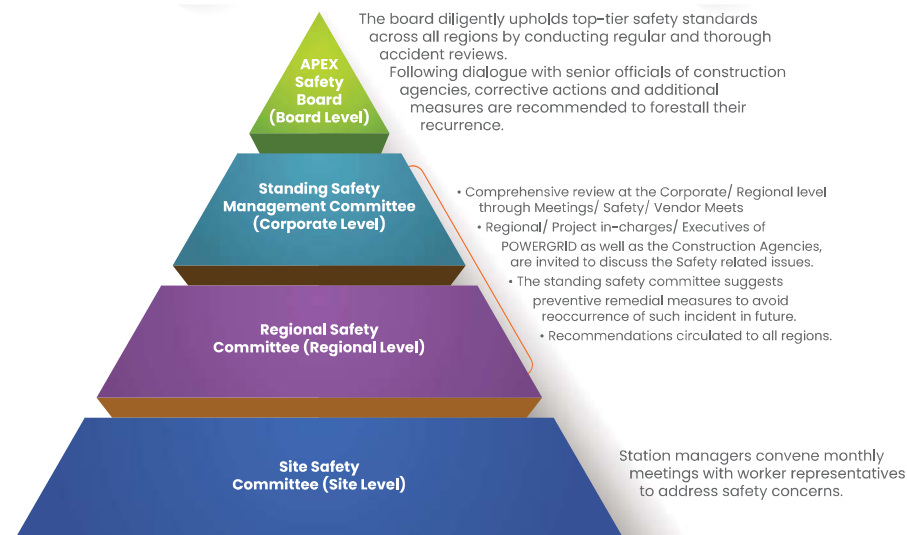 The board diligently upholds top-tier safety standards
across all regions by conducting regular and thorough
accident reviews.
Following dialogue with senior officials of construction
agencies, corrective actions and additional
measures are recommended to forestall their
recurrence.
APEX
Safety
Board
(Board Level)
Standing Safety
Management Committee
(Corporate Level)
• Comprehensive review at the Corporate/ Regional level
through Meetings/ Safety/ Vendor Meets
• Regional/ Project in-charges/ Executives of
POWERGRID as well as the Construction Agencies,
are invited to discuss the Safety related issues.
• The standing safety committee suggests
preventive remedial measures to avoid
reoccurrence of such incident in future.
• Recommendations circulated to all regions.
Regional Safety
Committee (Regional Level)
Site Safety
Committee (Site Level)
Station managers convene monthly
meetings with worker representatives
to address safety concerns.